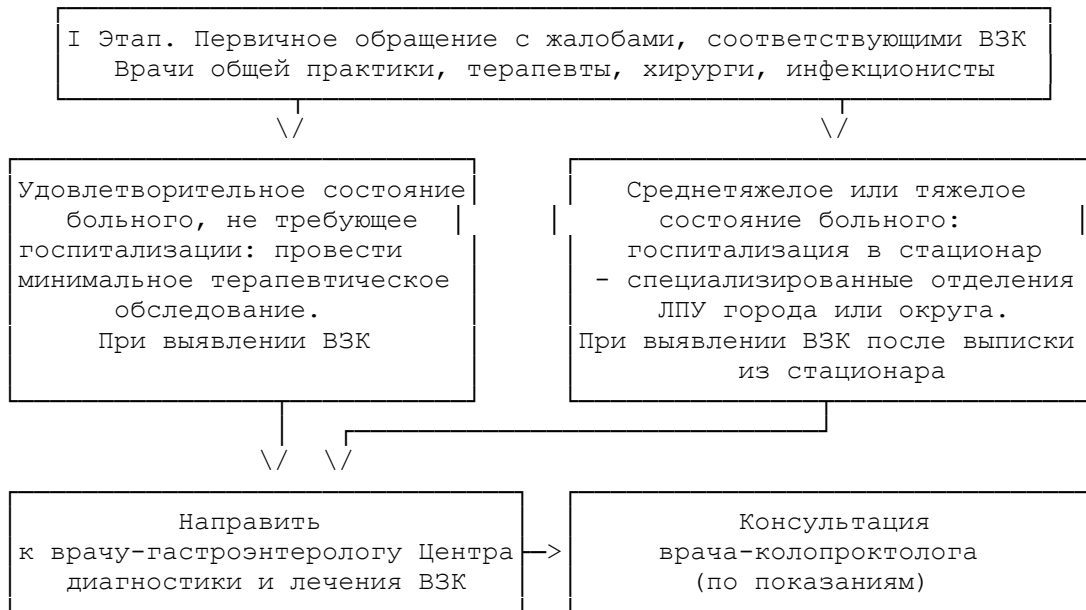 I Этап. Первичное обращение с жалобами, соответствующими ВЗК
Врачи общей практики, терапевты, хирурги, инфекционисты
Удовлетворительное состояние
больного, не требующее
госпитализации: провести
минимальное терапевтическое
обследование.
При выявлении ВЗК
Среднетяжелое или тяжелое
состояние больного:
госпитализация в стационар
- специализированные отделения
ЛПУ города или округа.
При выявлении ВЗК после выписки
из стационара
Направить
к врачу-гастроэнтерологу Центра
диагностики и лечения ВЗК
Консультация
врача-колопроктолога
(по показаниям)